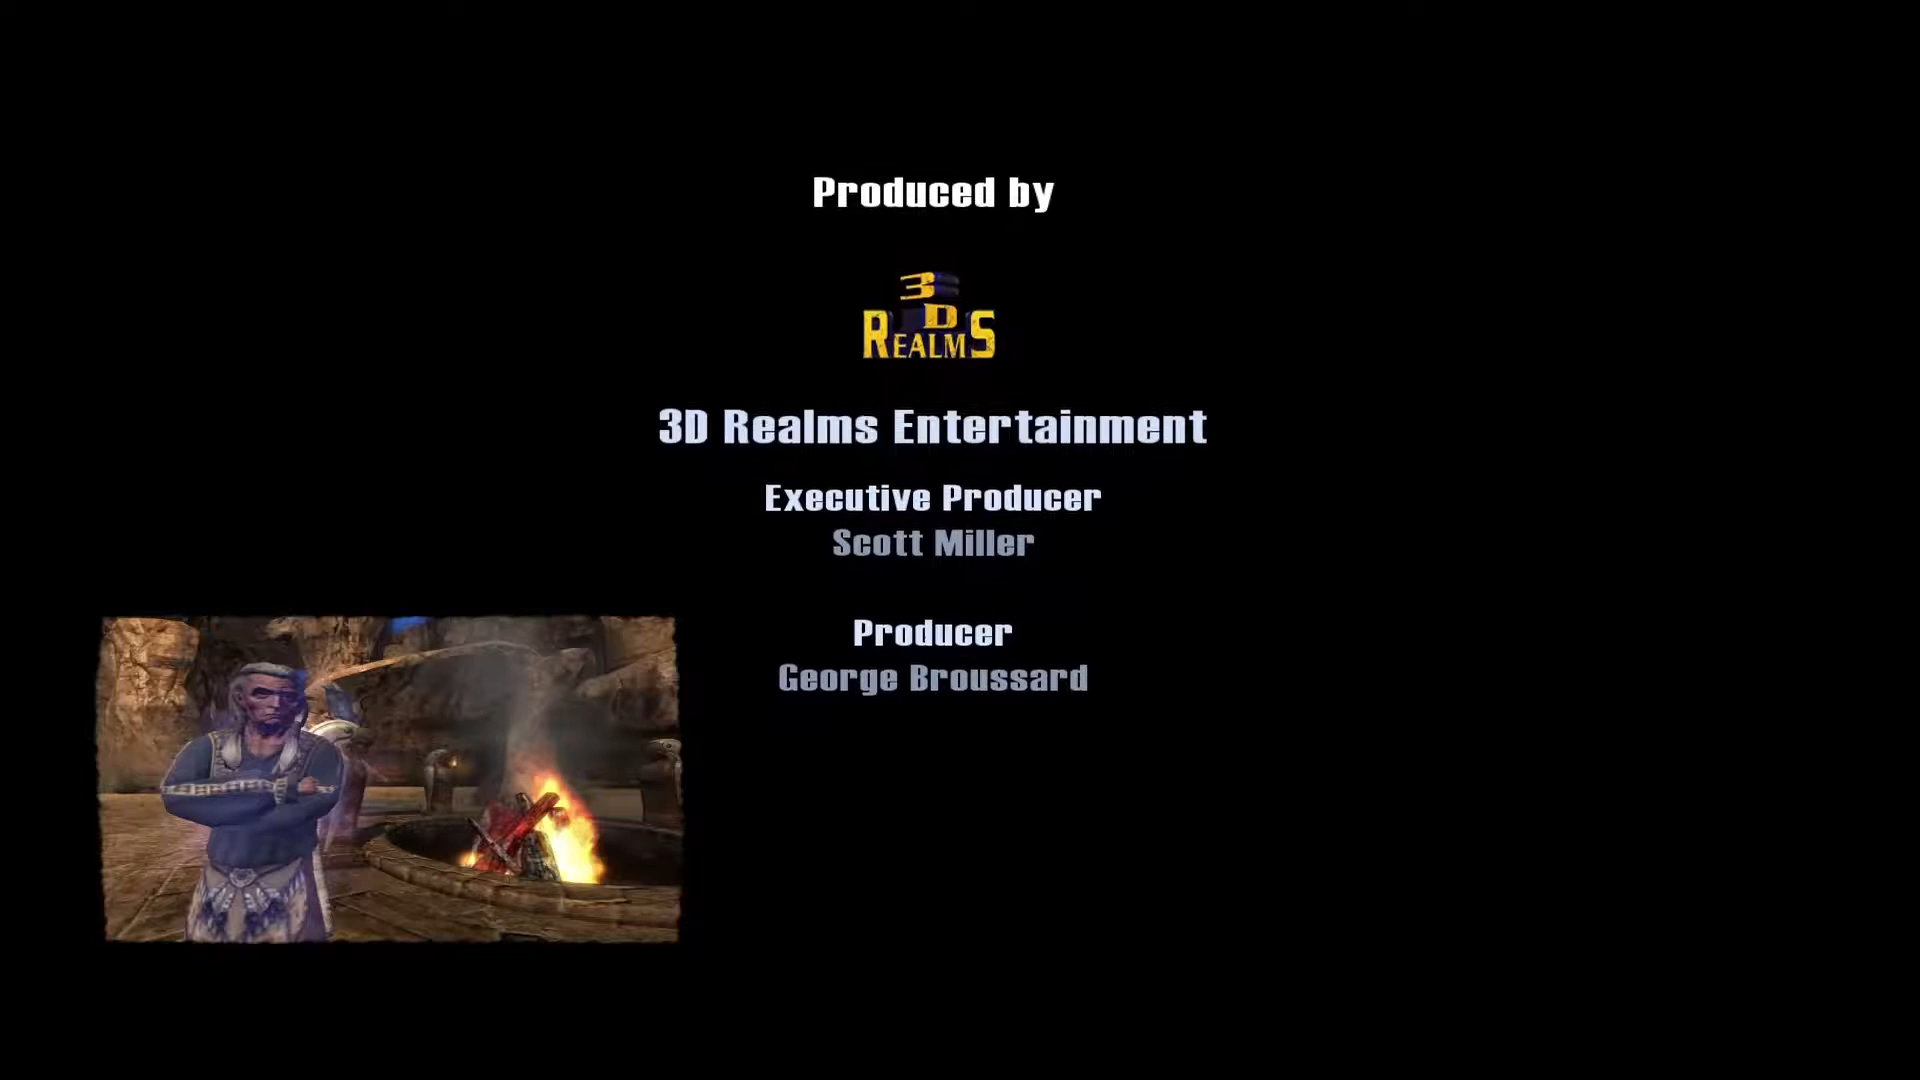 Produced by
3D
REALMS
3D Realms Entertainment
Executive Producer
Scott Miller
Producer
George Broussard